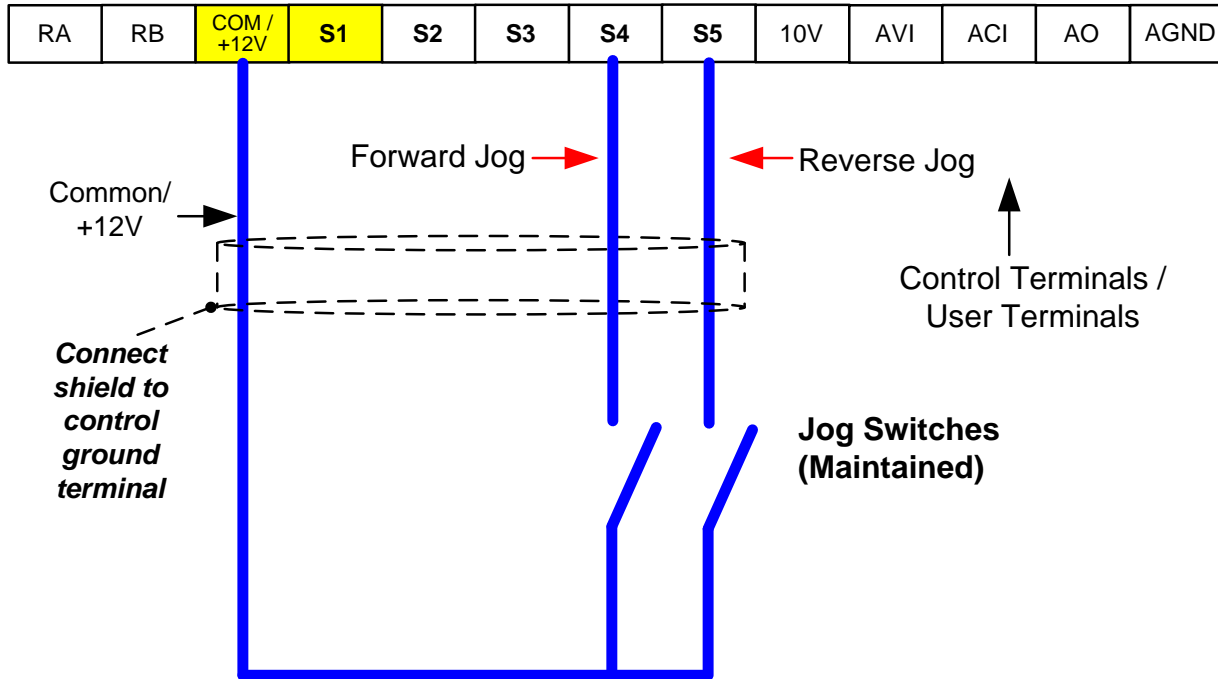 RA RB COM / +12V S1 S2 S3 S4 S5 10V AVI ACI AO AGND
Forward Jog
Reverse Jog
Common/
+12V
Control Terminals /
User Terminals
Connect
shield to
control
ground
terminal
Jog Switches
(Maintained)